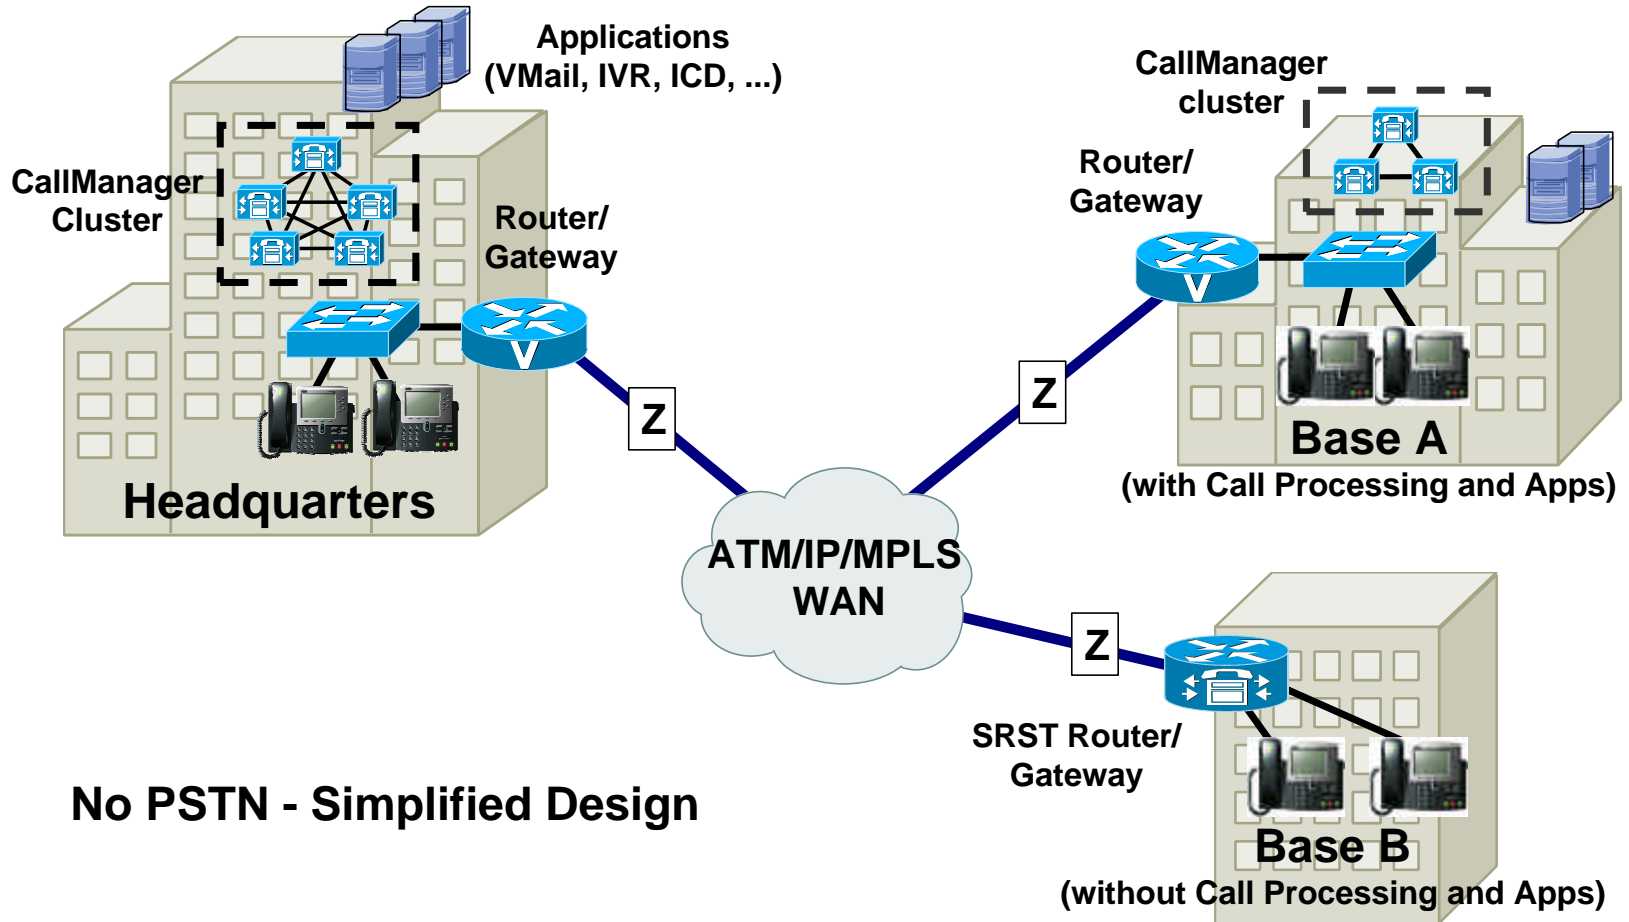 Applications
(VMail, IVR, ICD, ...)
CallManager
Cluster
Router/
Gateway
V
Headquarters
Z
CallManager
cluster
Router/
Gateway
V
Z
Base A
(with Call Processing and Apps)
ATM/IP/MPLS
WAN
Z
SRST Router/
Gateway
Base B
(without Call Processing and Apps)
No PSTN - Simplified Design